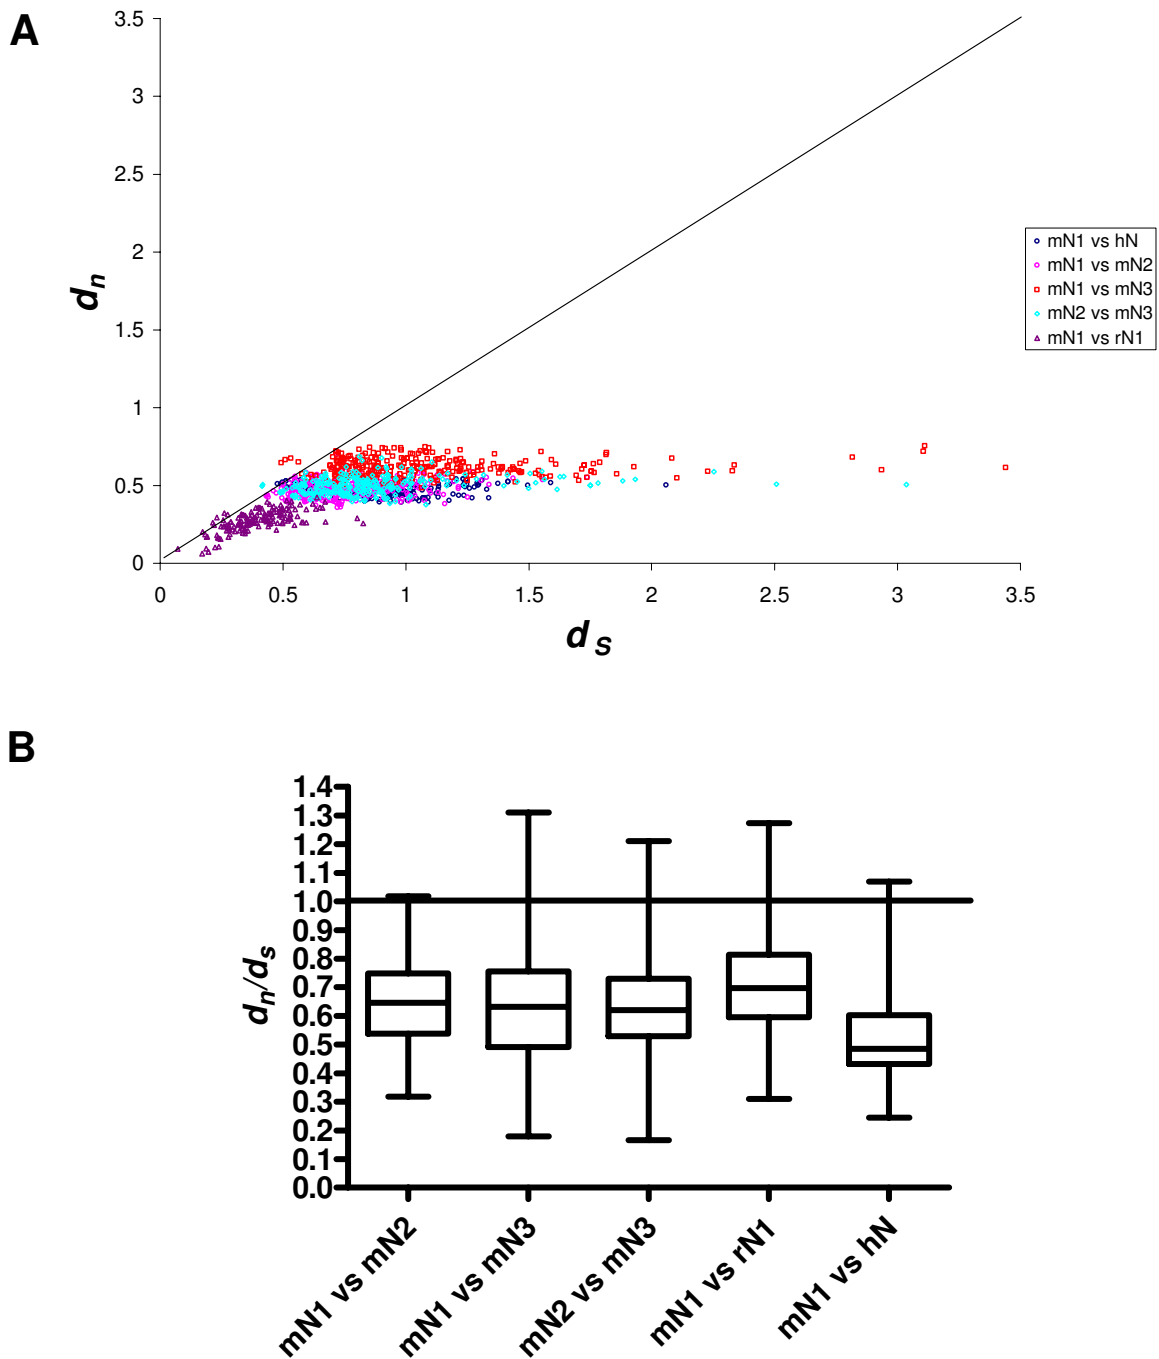 A
3.5
3
2.5
2
1.5
1
0.5
0
dn
0 0.5 1 1.5 2 2.5 3 3.5
dS
mN1 vs hN
mN1 vs mN2
mN1 vs mN3
mN2 vs mN3
mN1 vs rN1
B
1.4
1.3
1.2
1.1
1.0
0.9
0.8
0.7
0.6
0.5
0.4
0.3
0.2
0.1
0.0
dn/ds
mN1 vs mN2
mN1 vs mN3
mN2 vs mN3
mN1 vs rN1
mN1 vs hN